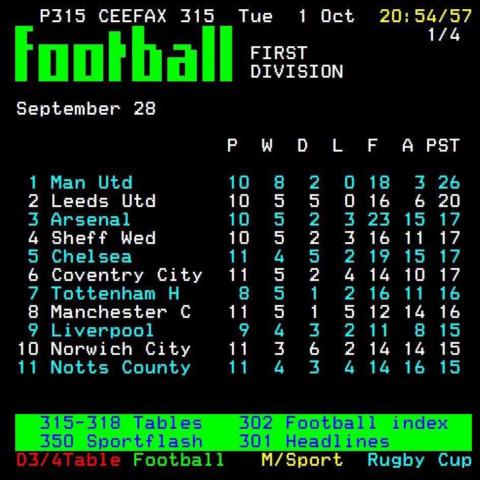 P315 CEEFAX 315 Tue 1 Oct 20:54/57
1/4
football FIRST
DIVISION
September 28
P W D L F A PST
1 Man Utd 10 8 2 0 18 3 26
2 Leeds Utd 10 5 5 0 16 6 20
3 Arsenal 10 5 2 3 23 15 17
4 Sheff Wed 10 5 2 3 16 11 17
5 Chelsea 11 4 5 2 19 15 17
6 Coventry City 11 5 2 4 14 10 17
7 Tottenham H 8 5 1 2 16 11 16
8 Manchester C 11 5 1 5 12 14 16
9 Liverpool 9 4 3 2 11 8 15
10 Norwich City 11 3 6 2 14 14 15
11 Notts County 11 4 3 4 14 16 15
315-318 Tables 302 Football index
350 Sportflash 301 Headlines
D3/4Table Football M/Sport Rugby Cup